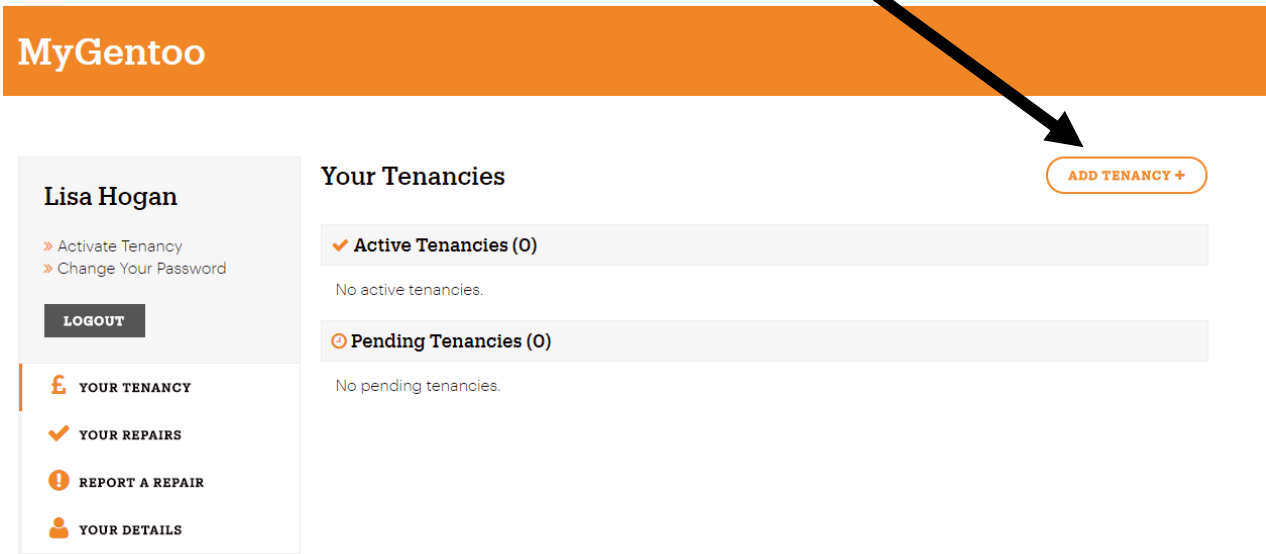 MyGentoo
Lisa Hogan
» Activate Tenancy
» Change Your Password
LOGOUT
£ YOUR TENANCY
YOUR REPAIRS
REPORT A REPAIR
YOUR DETAILS
Your Tenancies
ADD TENANCY +
Active Tenancies (0)
No active tenancies.
Pending Tenancies (0)
No pending tenancies.